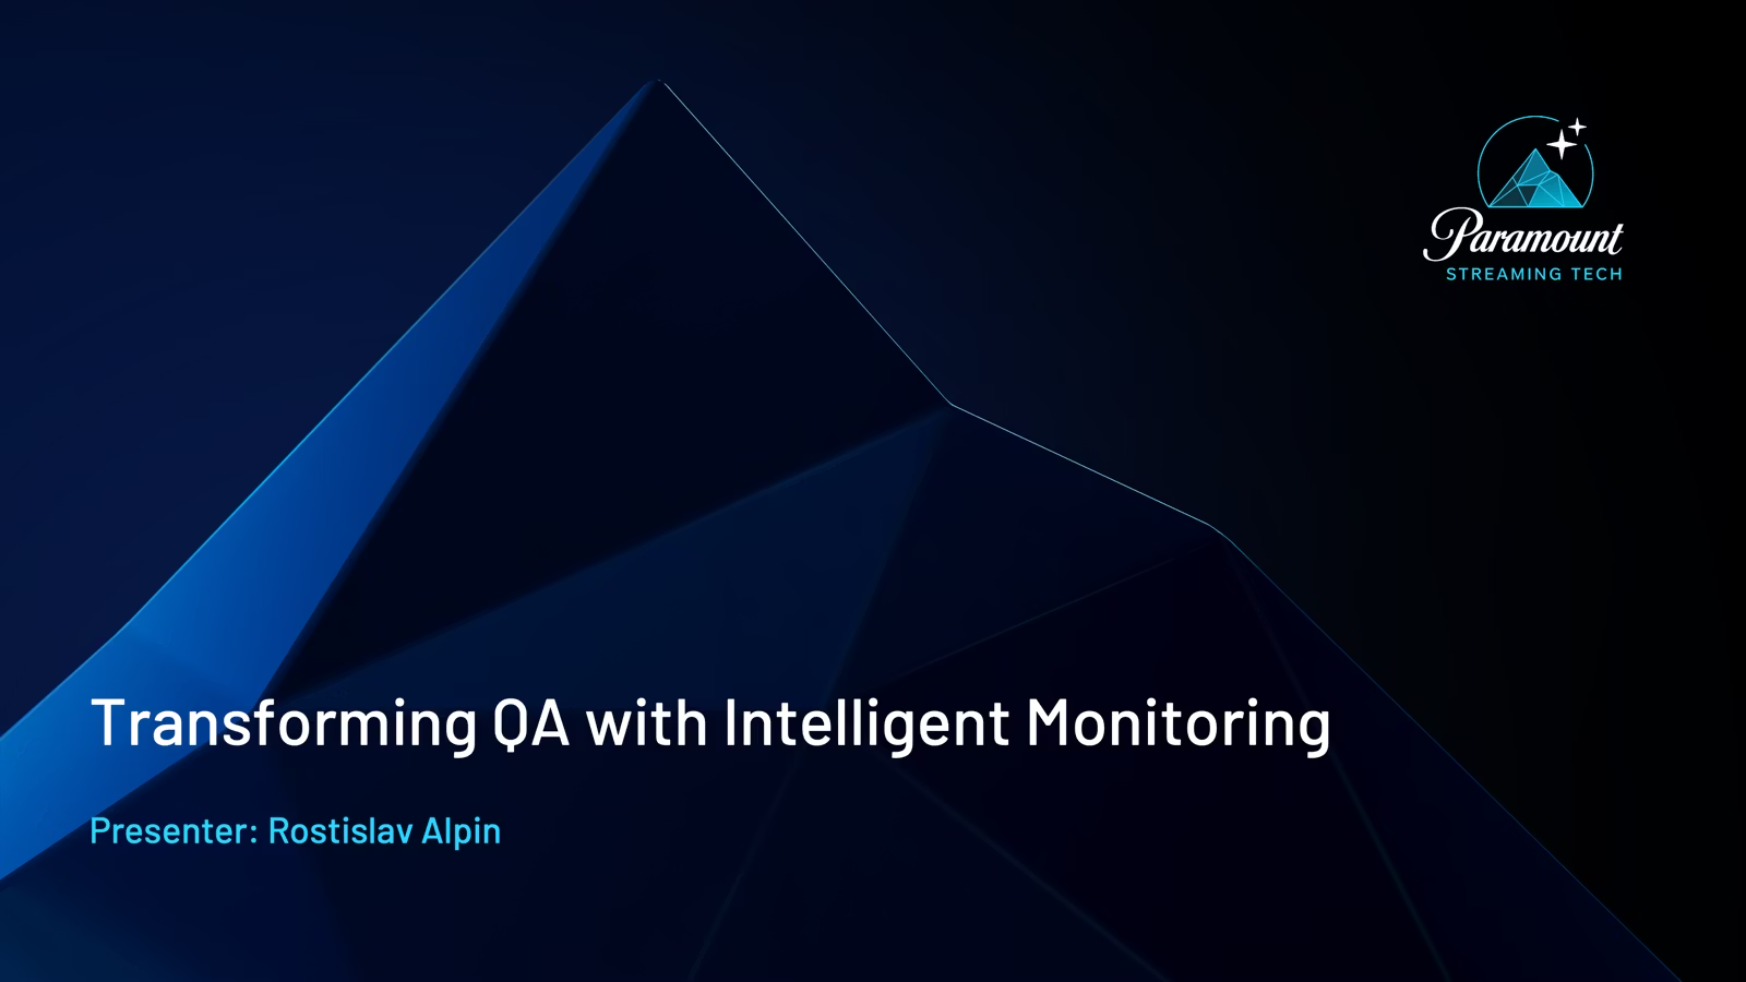 Paramount
STREAMING TECH
Transforming QA with Intelligent Monitoring
Presenter: Rostislav Alpin